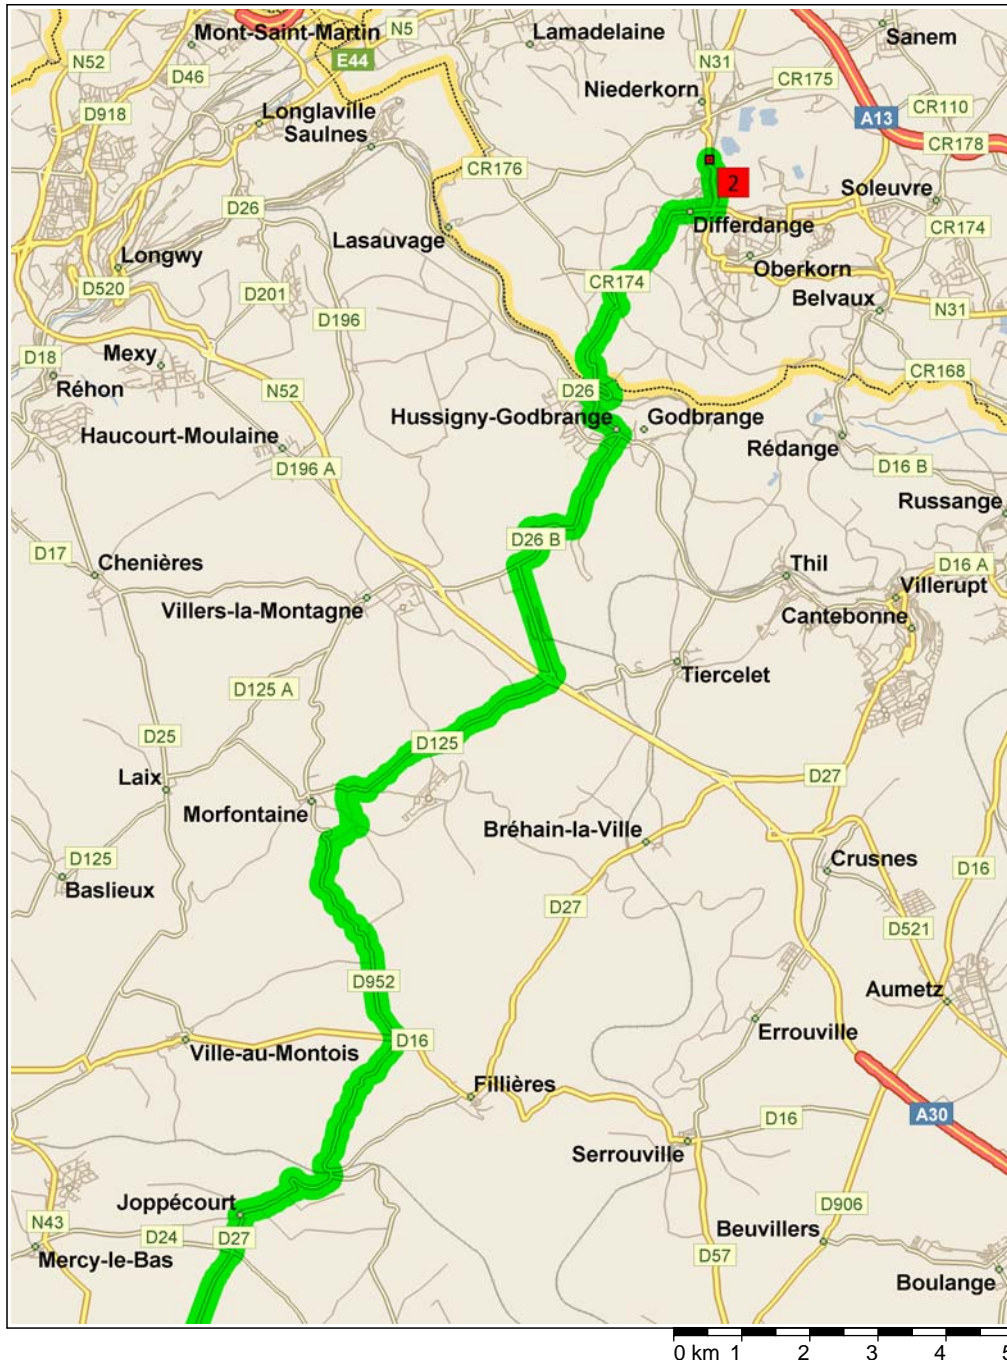 Mont-Saint-Martin
N5
Lamadelaine
Sanem
N52
E44
N31
D46
CR175
Niederkorn
D918
Longlaville
CR110
A13
Saulnes
CR178
CR176
2
Soleuvre
D26
Differdange
CR174
Lasauvage
Longwy
Oberkorn
D520
CR174
D201
Belvaux
N31
D196
D18
Mexy
CR168
Réhon
N52
D26
Hussigny-Godbrange
Godbrange
Haucourt-Moulaine
Rédange
D196 A
D16 B
Russange
D26 B
D17
Chenières
Thil
D16 A
Villerupt
Villers-la-Montagne
Cantebonne
Tiercelet
D125 A
D25
D125
Laix
D27
Morfontaine
Bréhain-la-Ville
D125
Crusnes
D16
Baslieux
D27
D521
D952
Aumetz
Errouville
D16
Ville-au-Montois
Fillières
A30
D16
Serrouville
Joppécourt
D906
N43
D24
D27
Beuvillers
Mercy-le-Bas
D57
Boulange
0 km 1 2 3 4 5